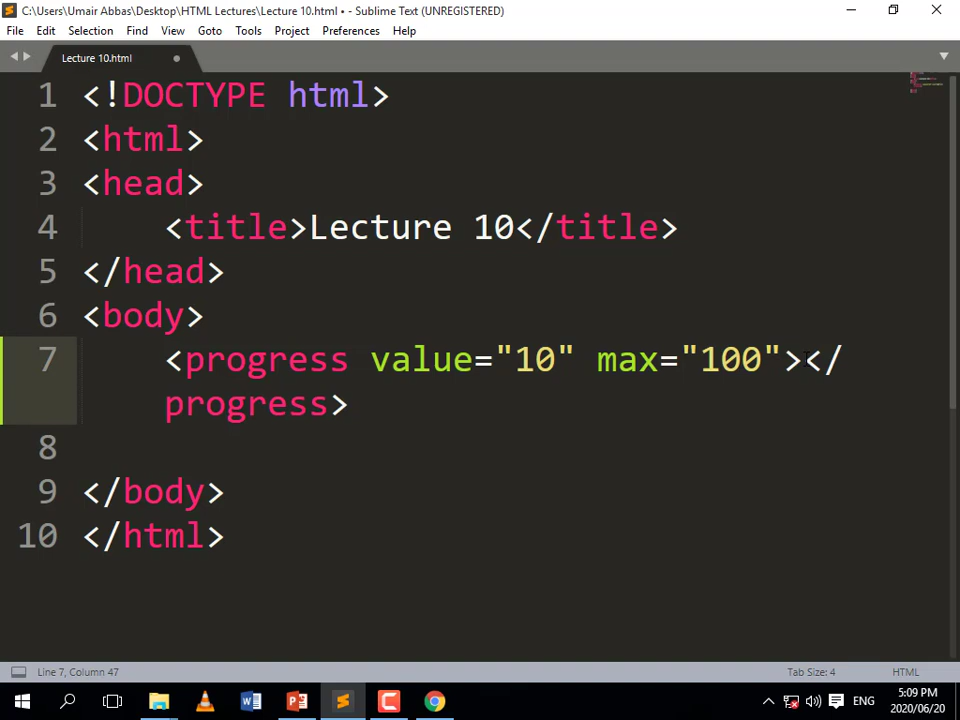 C:\Users\Umair Abbas\Desktop\HTML Lectures\Lecture 10.html • - Sublime Text (UNREGISTERED)
File Edit Selection Find View Goto Tools Project Preferences Help
Lecture 10.html
1 <!DOCTYPE html>
2 <html>
3 <head>
4 <title>Lecture 10</title>
5 </head>
6 <body>
7 <progress value="10" max="100"></
progress>
8
9 </body>
10 </html>
Line 7, Column 47 Tab Size: 4 HTML
ENG 5:09 PM
2020/06/20